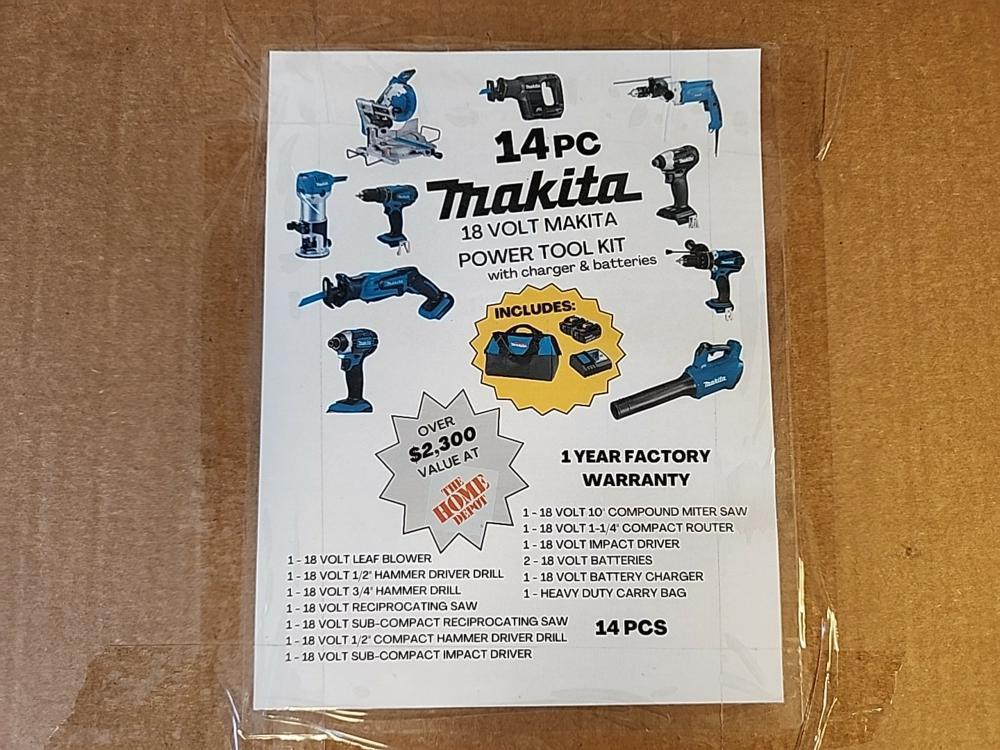 14 PC
makita
18 VOLT MAKITA
POWER TOOL KIT
with charger & batteries
INCLUDES:
OVER
$2,300
VALUE AT
THE
HOME
DEPOT
1 YEAR FACTORY
WARRANTY
1 - 18 VOLT LEAF BLOWER
1 - 18 VOLT 1/2' HAMMER DRIVER DRILL
1 - 18 VOLT 3/4' HAMMER DRILL
1 - 18 VOLT RECIPROCATING SAW
1 - 18 VOLT SUB-COMPACT RECIPROCATING SAW
1 - 18 VOLT 1/2' COMPACT HAMMER DRIVER DRILL
1 - 18 VOLT SUB-COMPACT IMPACT DRIVER
1 - 18 VOLT 10' COMPOUND MITER SAW
1 - 18 VOLT 1-1/4' COMPACT ROUTER
1 - 18 VOLT IMPACT DRIVER
2 - 18 VOLT BATTERIES
1 - 18 VOLT BATTERY CHARGER
1 - HEAVY DUTY CARRY BAG
14 PCS